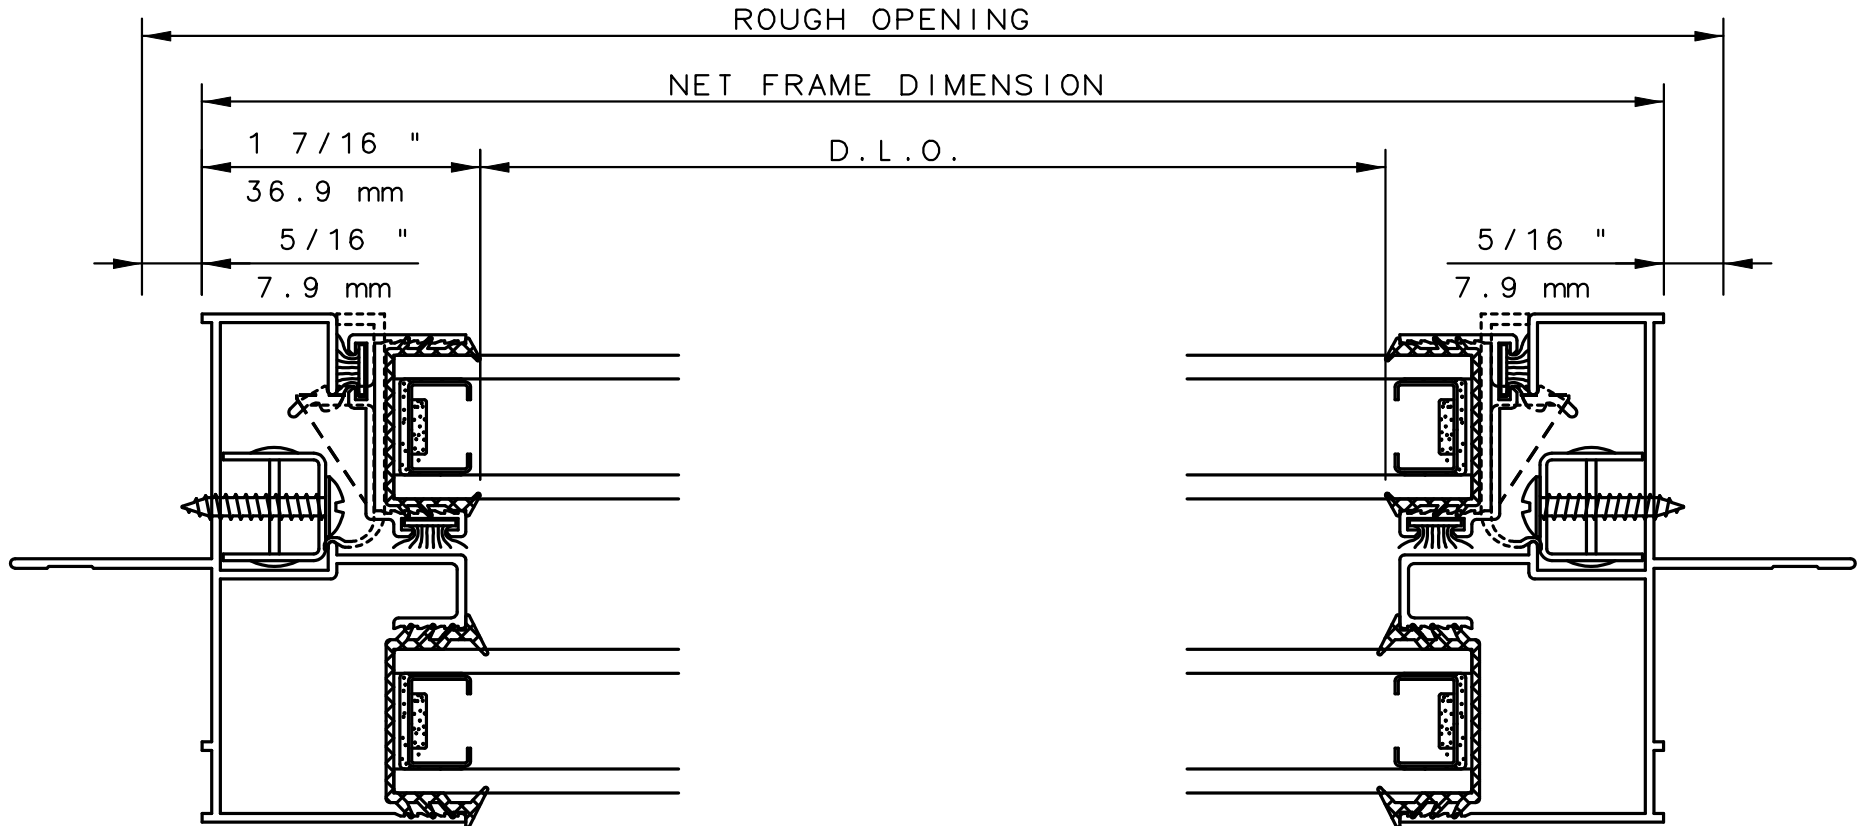 ROUGH OPENING
NET FRAME DIMENSION
1 7/16 "
D.L.O.
36.9 mm
5/16 "
5/16 "
7.9 mm
7.9 mm